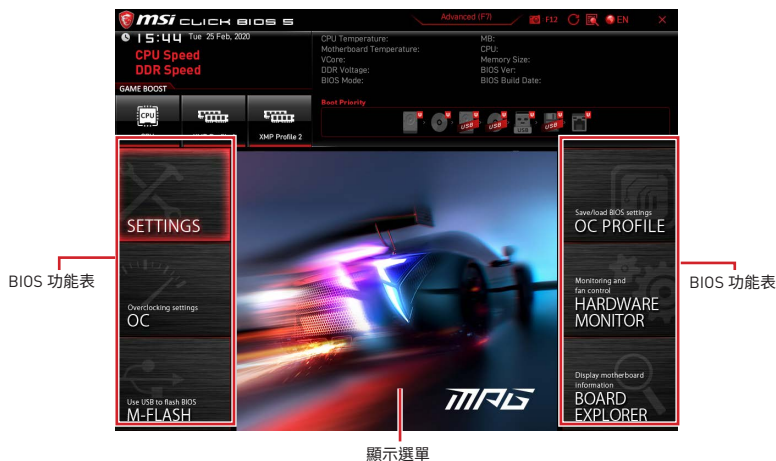 msi CLICK BIOS 5
Advanced (F7)
F12
EN
15:44 Tue 25 Feb, 2020
CPU Speed
DDR Speed
CPU Temperature:
Motherboard Temperature:
VCore:
DDR Voltage:
BIOS Mode:
MB:
CPU:
Memory Size:
BIOS Ver:
BIOS Build Date:
GAME BOOST
Boot Priority
CPU
XMP Profile 2
U
U
USB U
USB U
USB U
USB U
U
SETTINGS
Overclocking settings
OC
Use USB to flash BIOS
M-FLASH
Save/load BIOS settings
OC PROFILE
Monitoring and
fan control
HARDWARE
MONITOR
Display motherboard
information
BOARD
EXPLORER
MPG
BIOS 功能表
BIOS 功能表
顯示選單